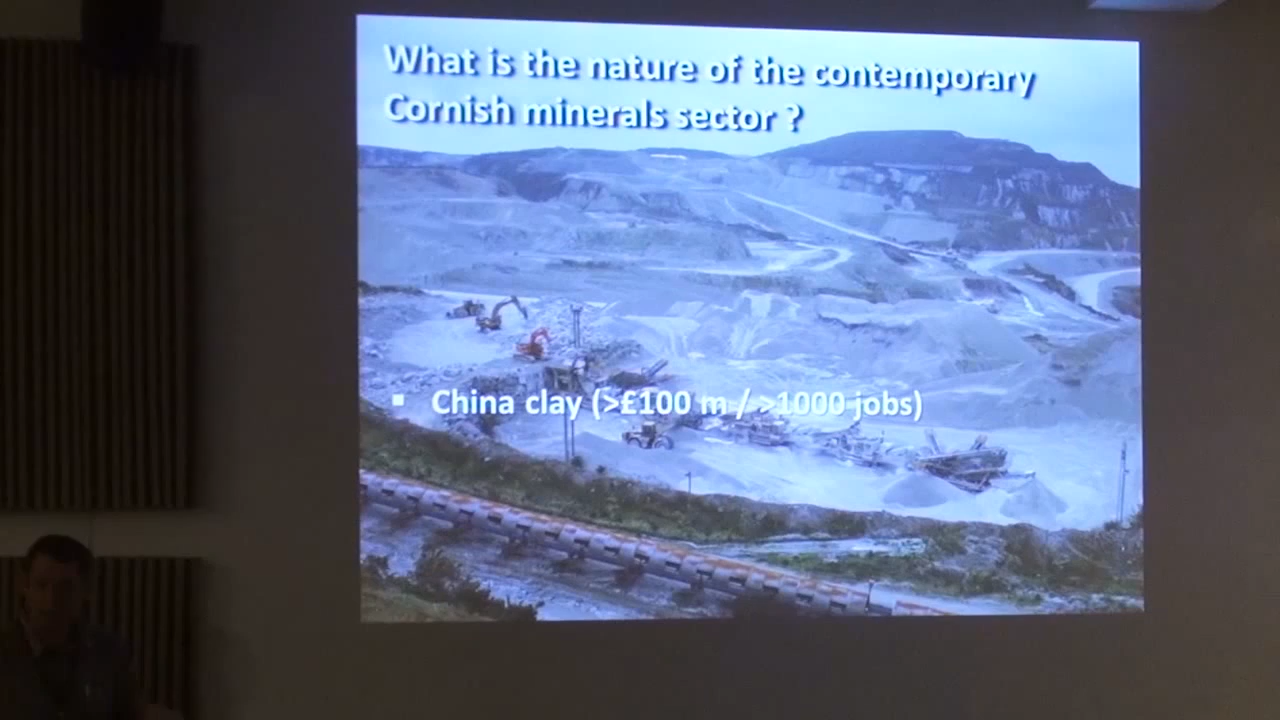 What is the nature of the contemporary
Cornish minerals sector ?
▪ China clay (>£100 m / >1000 jobs)